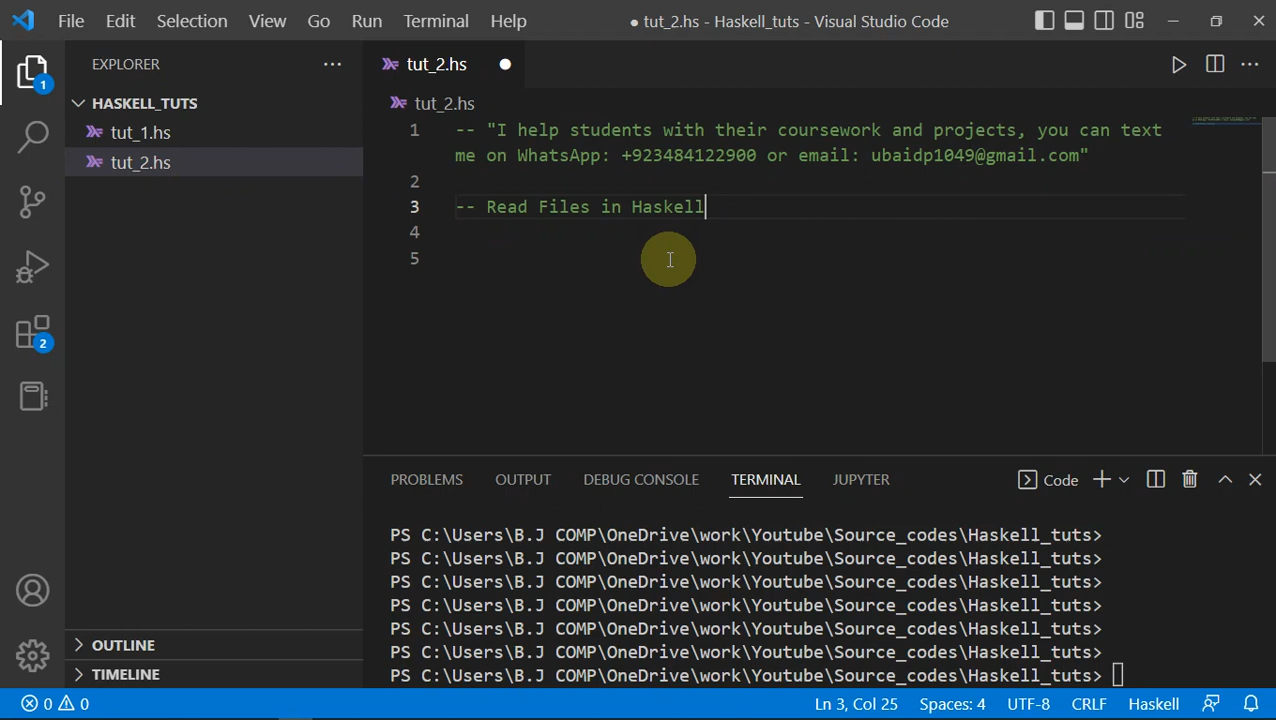 File Edit Selection View Go Run Terminal Help ● tut_2.hs - Haskell_tuts - Visual Studio Code
EXPLORER ...
HASKELL_TUTS
tut_1.hs
tut_2.hs
OUTLINE
TIMELINE
1
2
tut_2.hs
tut_2.hs
1 -- "I help students with their coursework and projects, you can text
me on WhatsApp: +923484122900 or email: ubaidp1049@gmail.com"
2
3 -- Read Files in Haskell
4
5
PROBLEMS OUTPUT DEBUG CONSOLE TERMINAL JUPYTER Code
PS C:\Users\B.J COMP\OneDrive\work\Youtube\Source_codes\Haskell_tuts>
PS C:\Users\B.J COMP\OneDrive\work\Youtube\Source_codes\Haskell_tuts>
PS C:\Users\B.J COMP\OneDrive\work\Youtube\Source_codes\Haskell_tuts>
PS C:\Users\B.J COMP\OneDrive\work\Youtube\Source_codes\Haskell_tuts>
PS C:\Users\B.J COMP\OneDrive\work\Youtube\Source_codes\Haskell_tuts>
PS C:\Users\B.J COMP\OneDrive\work\Youtube\Source_codes\Haskell_tuts>
PS C:\Users\B.J COMP\OneDrive\work\Youtube\Source_codes\Haskell_tuts>
0 0 Ln 3, Col 25 Spaces: 4 UTF-8 CRLF Haskell